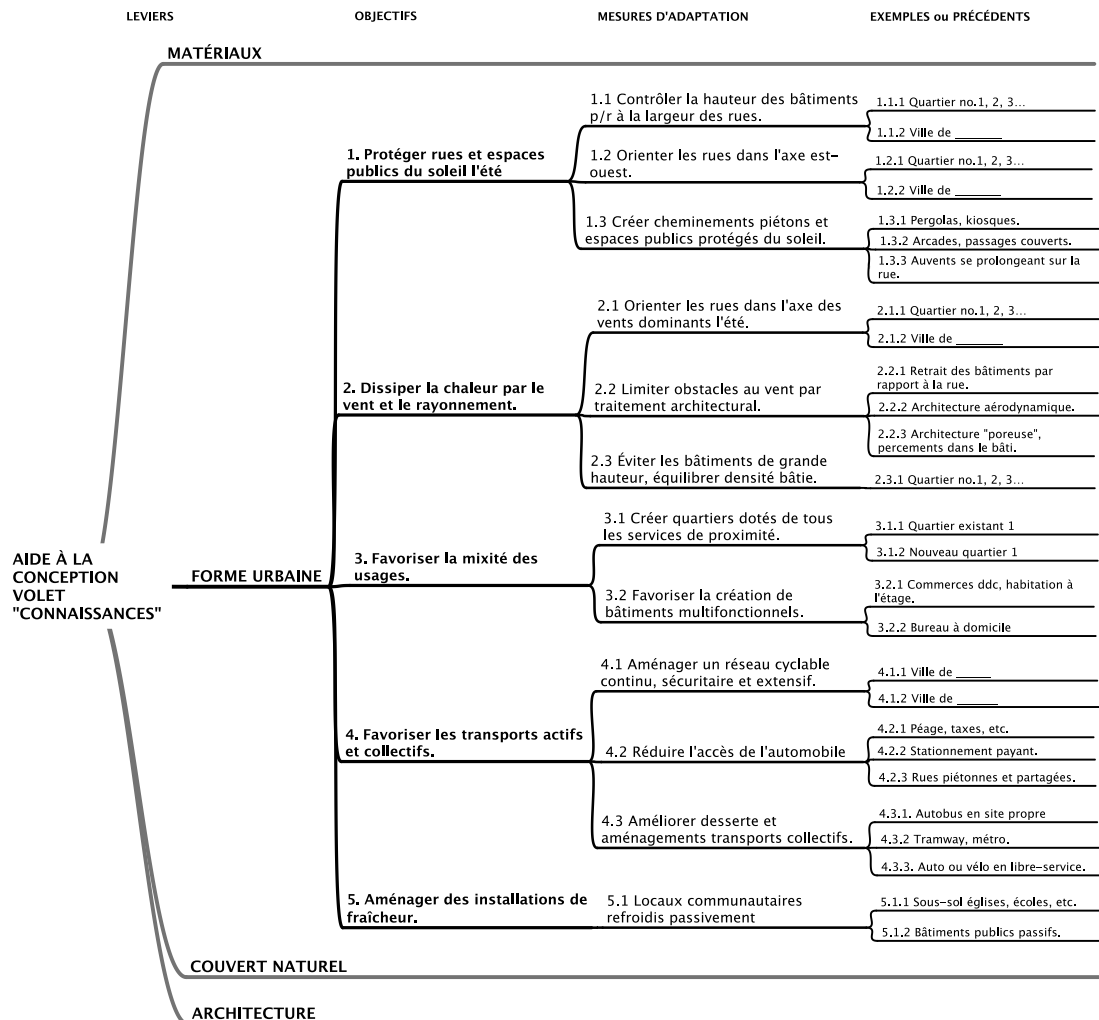 LEVIERS
OBJECTIFS
MESURES D'ADAPTATION
EXEMPLES ou PRÉCÉDENTS
MATÉRIAUX
1.1 Contrôler la hauteur des bâtiments
p/r à la largeur des rues.
1.1.1 Quartier no.1, 2, 3...
1.1.2 Ville de _______
1. Protéger rues et espaces
publics du soleil l'été
1.2 Orienter les rues dans l'axe est-
ouest.
1.2.1 Quartier no.1, 2, 3...
1.2.2 Ville de _______
1.3 Créer cheminements piétons et
espaces publics protégés du soleil.
1.3.1 Pergolas, kiosques.
1.3.2 Arcades, passages couverts.
1.3.3 Auvents se prolongeant sur la
rue.
2.1 Orienter les rues dans l'axe des
vents dominants l'été.
2.1.1 Quartier no.1, 2, 3...
2.1.2 Ville de _______
2. Dissiper la chaleur par le
vent et le rayonnement.
2.2 Limiter obstacles au vent par
traitement architectural.
2.2.1 Retrait des bâtiments par
rapport à la rue.
2.2.2 Architecture aérodynamique.
2.2.3 Architecture "poreuse",
percements dans le bâti.
2.3 Éviter les bâtiments de grande
hauteur, équilibrer densité bâtie.
2.3.1 Quartier no.1, 2, 3...
AIDE À LA
CONCEPTION
VOLET
"CONNAISSANCES"
FORME URBAINE
3. Favoriser la mixité des
usages.
3.1 Créer quartiers dotés de tous
les services de proximité.
3.1.1 Quartier existant 1
3.1.2 Nouveau quartier 1
3.2 Favoriser la création de
bâtiments multifonctionnels.
3.2.1 Commerces ddc, habitation à
l'étage.
3.2.2 Bureau à domicile
4.1 Aménager un réseau cyclable
continu, sécuritaire et extensif.
4.1.1 Ville de ______
4.1.2 Ville de ______
4. Favoriser les transports actifs
et collectifs.
4.2 Réduire l'accès de l'automobile
4.2.1 Péage, taxes, etc.
4.2.2 Stationnement payant.
4.2.3 Rues piétonnes et partagées.
4.3 Améliorer desserte et
aménagements transports collectifs.
4.3.1. Autobus en site propre
4.3.2 Tramway, métro.
4.3.3. Auto ou vélo en libre-service.
5. Aménager des installations de
fraîcheur.
5.1 Locaux communautaires
refroidis passivement
5.1.1 Sous-sol églises, écoles, etc.
5.1.2 Bâtiments publics passifs.
COUVERT NATUREL
ARCHITECTURE